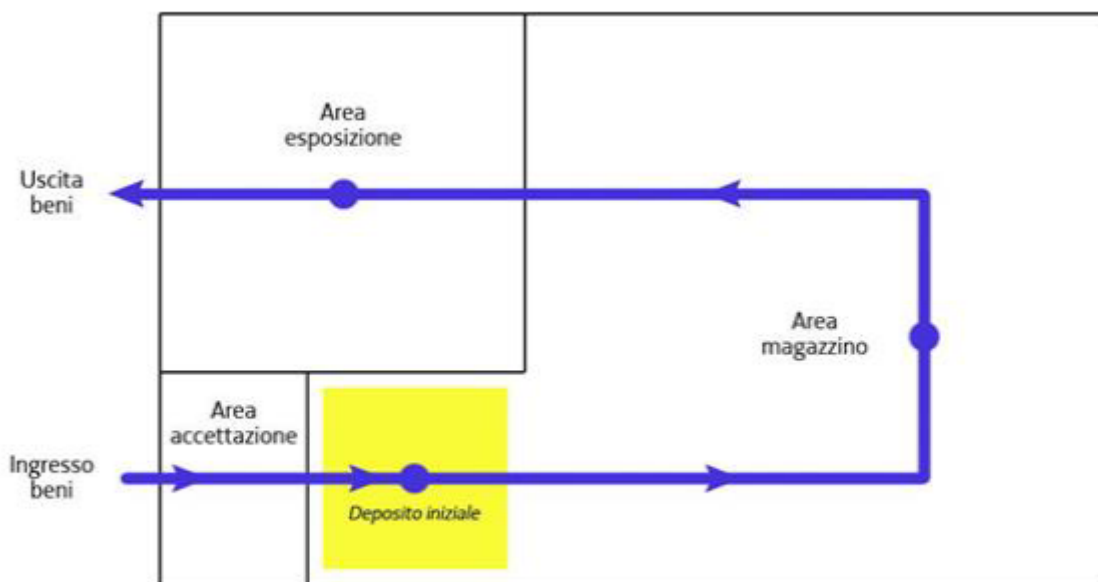 Area
esposizione
Uscita
beni
Area
magazzino
Area
accettazione
Ingresso
beni
Deposito iniziale